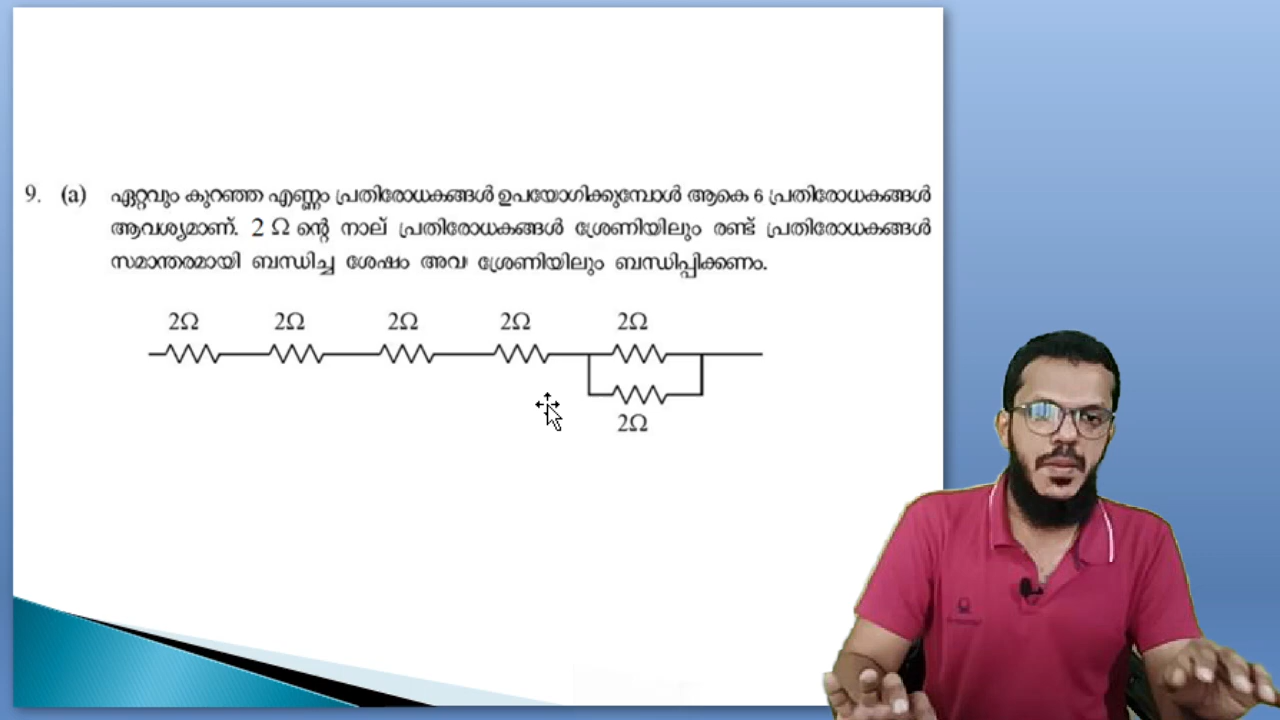 9. (a) ഏറ്റവും കുറഞ്ഞ എണ്ണം പ്രതിരോധകങ്ങൾ ഉപയോഗിക്കുമ്പോൾ ആകെ 6 പ്രതിരോധകങ്ങൾ
ആവശ്യമാണ്. 2 Ω ന്റെ നാല് പ്രതിരോധകങ്ങൾ ശ്രേണിയിലും രണ്ട് പ്രതിരോധകങ്ങൾ
സമാന്തരമായി ബന്ധിച്ച ശേഷം അവ ശ്രേണിയിലും ബന്ധിപ്പിക്കണം.
2Ω 2Ω 2Ω 2Ω 2Ω
2Ω